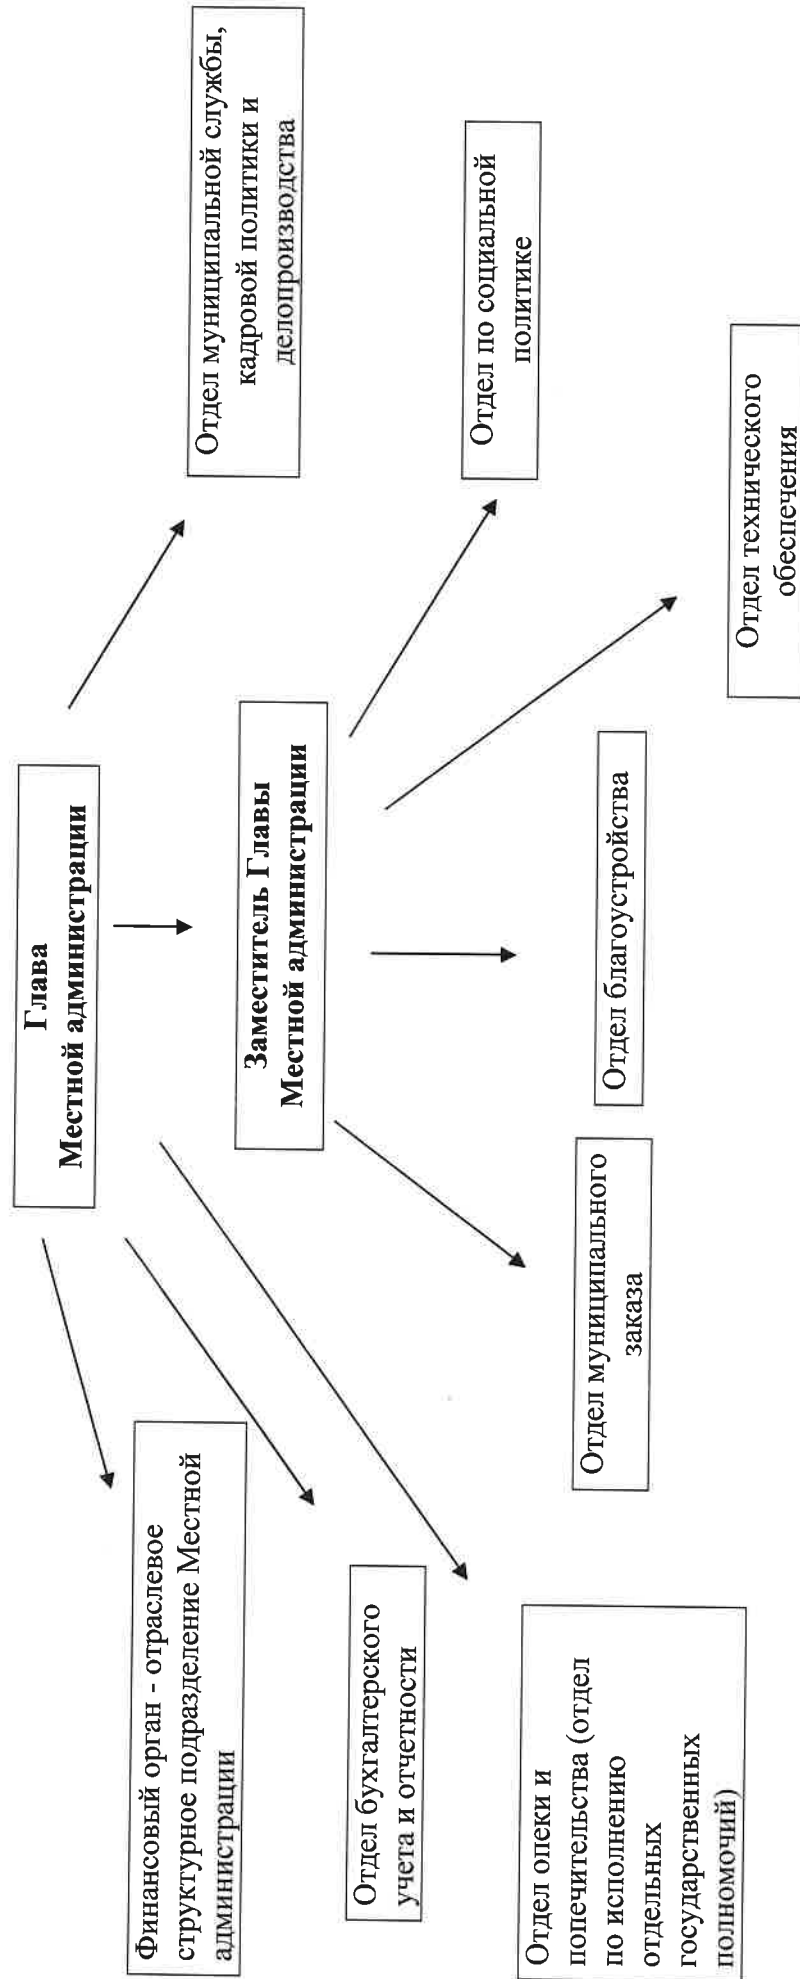 Глава
Местной администрации
Финансовый орган - отраслевое
структурное подразделение Местной
администрации
Отдел муниципальной службы,
кадровой политики и
делопроизводства
Заместитель Главы
Местной администрации
Отдел бухгалтерского
учета и отчетности
Отдел по социальной
политике
Отдел опеки и
попечительства (отдел
по исполнению
отдельных
государственных
полномочий)
Отдел муниципального
заказа
Отдел благоустройства
Отдел технического
обеспечения